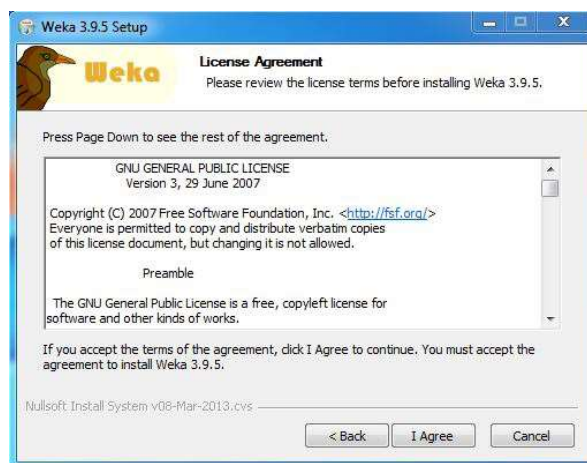 Weka 3.9.5 Setup
Weka
License Agreement
Please review the license terms before installing Weka 3.9.5.
Press Page Down to see the rest of the agreement.
GNU GENERAL PUBLIC LICENSE
Version 3, 29 June 2007
Copyright (C) 2007 Free Software Foundation, Inc. <http://fsf.org/>
Everyone is permitted to copy and distribute verbatim copies
of this license document, but changing it is not allowed.
Preamble
The GNU General Public License is a free, copyleft license for
software and other kinds of works.
If you accept the terms of the agreement, click I Agree to continue. You must accept the
agreement to install Weka 3.9.5.
Nullsoft Install System v08-Mar-2013.cvs
< Back I Agree Cancel